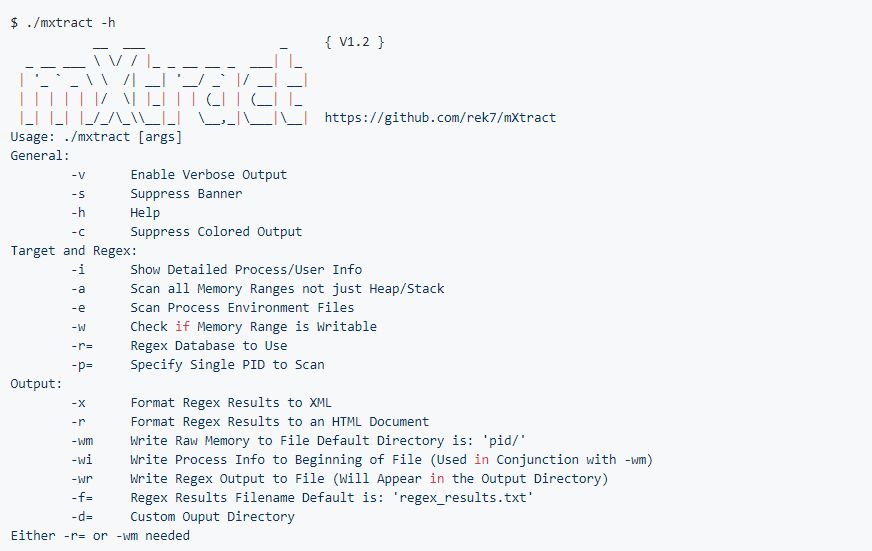 $ ./mxtract -h
{ V1.2 }
mXtract
https://github.com/rek7/mXtract
Usage: ./mxtract [args]
General:
-v Enable Verbose Output
-s Suppress Banner
-h Help
-c Suppress Colored Output
Target and Regex:
-i Show Detailed Process/User Info
-a Scan all Memory Ranges not just Heap/Stack
-e Scan Process Environment Files
-w Check if Memory Range is Writable
-r= Regex Database to Use
-p= Specify Single PID to Scan
Output:
-x Format Regex Results to XML
-r Format Regex Results to an HTML Document
-wm Write Raw Memory to File Default Directory is: 'pid/'
-wi Write Process Info to Beginning of File (Used in Conjunction with -wm)
-wr Write Regex Output to File (Will Appear in the Output Directory)
-f= Regex Results Filename Default is: 'regex_results.txt'
-d= Custom Ouput Directory
Either -r= or -wm needed